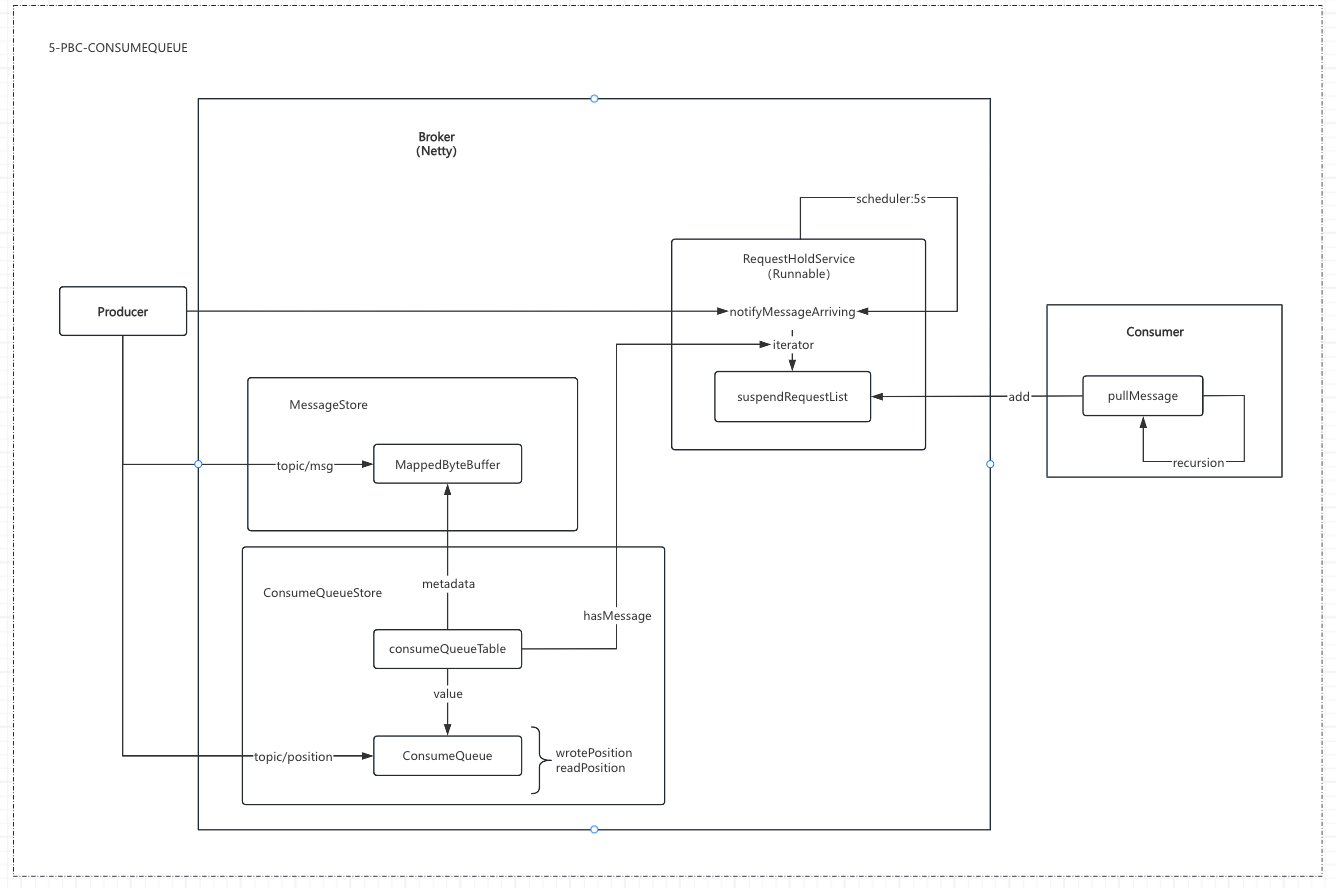 5-PBC-CONSUMEQUEUE
Broker
(Netty)
scheduler:5s
RequestHoldService
(Runnable)
Producer
notifyMessageArriving
iterator
suspendRequestList
Consumer
add
pullMessage
recursion
MessageStore
topic/msg
MappedByteBuffer
metadata
ConsumeQueueStore
hasMessage
consumeQueueTable
value
topic/position
ConsumeQueue
wrotePosition
readPosition